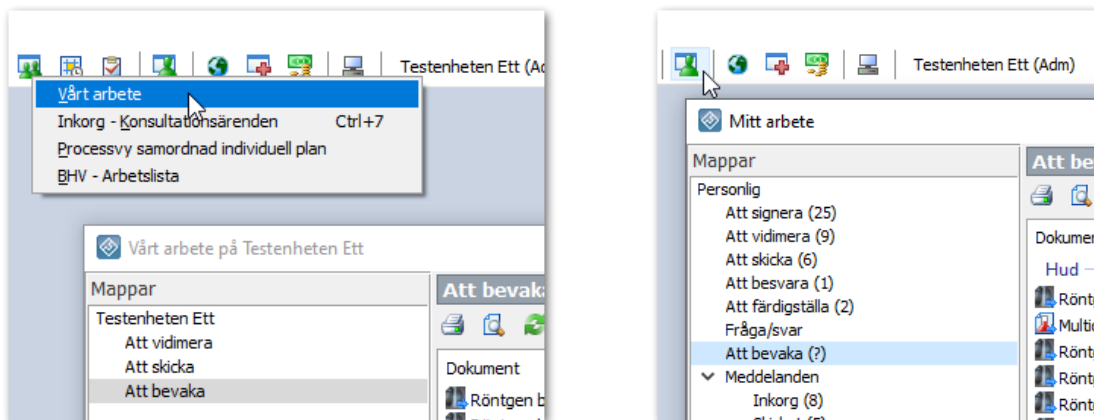 Testenheten Ett (Ad
Vårt arbete
Inkorg - Konsultationsärenden Ctrl+7
Processvy samordnad individuell plan
BHV - Arbetslista
Vårt arbete på Testenheten Ett
Mappar
Testenheten Ett
Att vidimera
Att skicka
Att bevaka
Att bevak
Dokument
Röntgen b
Testenheten Ett (Adm)
Mitt arbete
Mappar
Personlig
Att signera (25)
Att vidimera (9)
Att skicka (6)
Att besvara (1)
Att färdigställa (2)
Fråga/svar
Att bevaka (?)
Meddelanden
Inkorg (8)
Att be
Dokumen
Hud
Rönt
Multi
Rönt
Rönt
Rönt